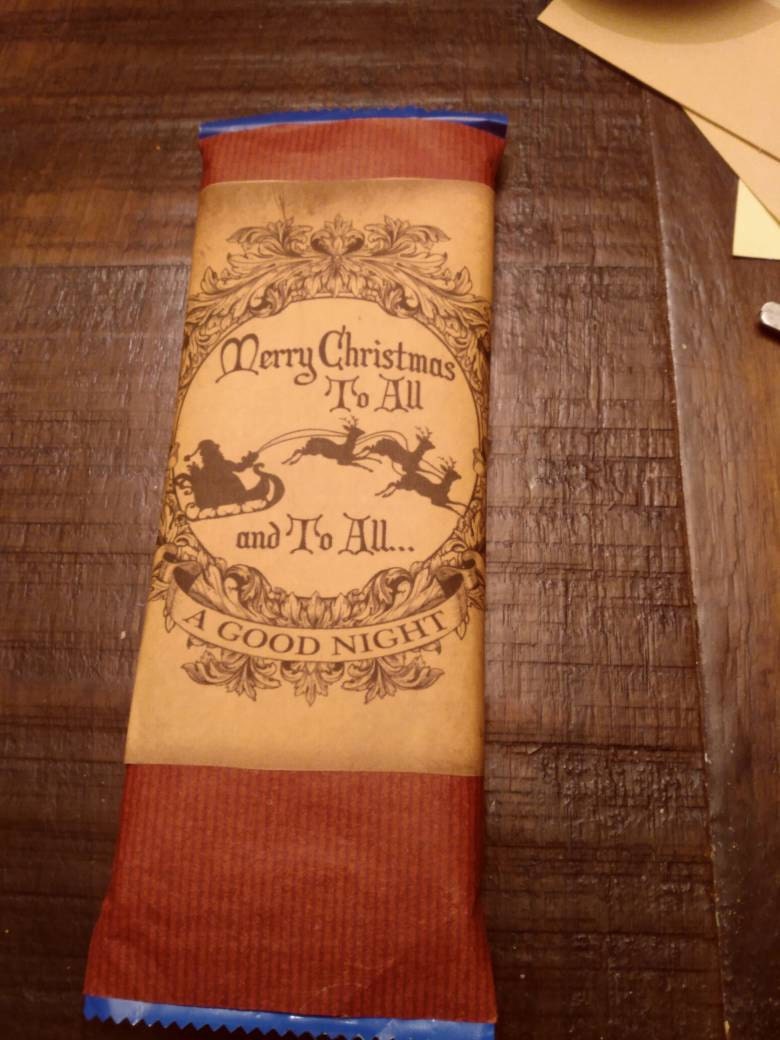 Merry Christmas
To All
and To All...
A GOOD NIGHT